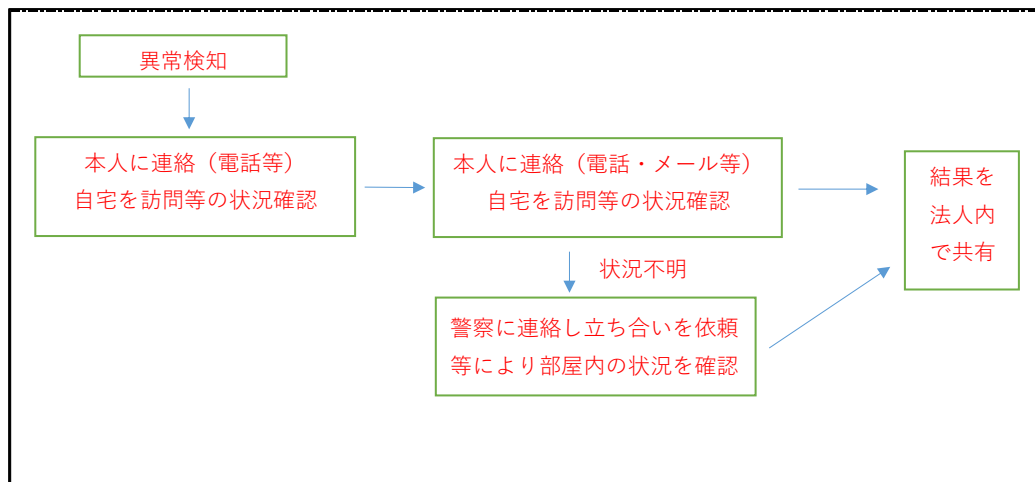 異常検知
本人に連絡（電話等）
自宅を訪問等の状況確認
本人に連絡（電話・メール等）
自宅を訪問等の状況確認
結果を
法人内
で共有
状況不明
警察に連絡し立ち合いを依頼
等により部屋内の状況を確認